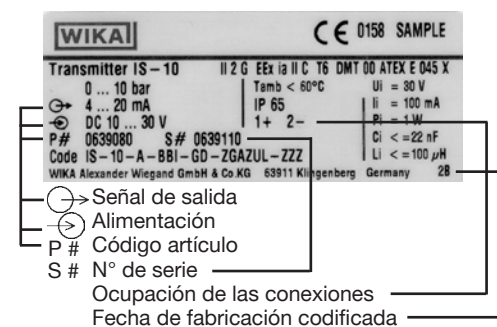 WIKA
CE 0158 SAMPLE
Transmitter IS-10 II 2 G EEx ia II C T6 DMT 00 ATEX E 045 X
0 ... 10 bar Tamb < 60°C Ui = 30 V
4 ... 20 mA IP 65 Ii = 100 mA
DC 10 ... 30 V 1+ 2- Pi = 1 W
P# 0639080 S# 0639110 Ci <=22 nF
Code IS-10-A-BBI-GD-ZGAZUL-ZZZ Li <=100 µH
WIKA Alexander Wiegand GmbH & Co.KG 63911 Klingenberg Germany 2B
Señal de salida
Alimentación
P # Código artículo
S # N° de serie
Ocupación de las conexiones
Fecha de fabricación codificada